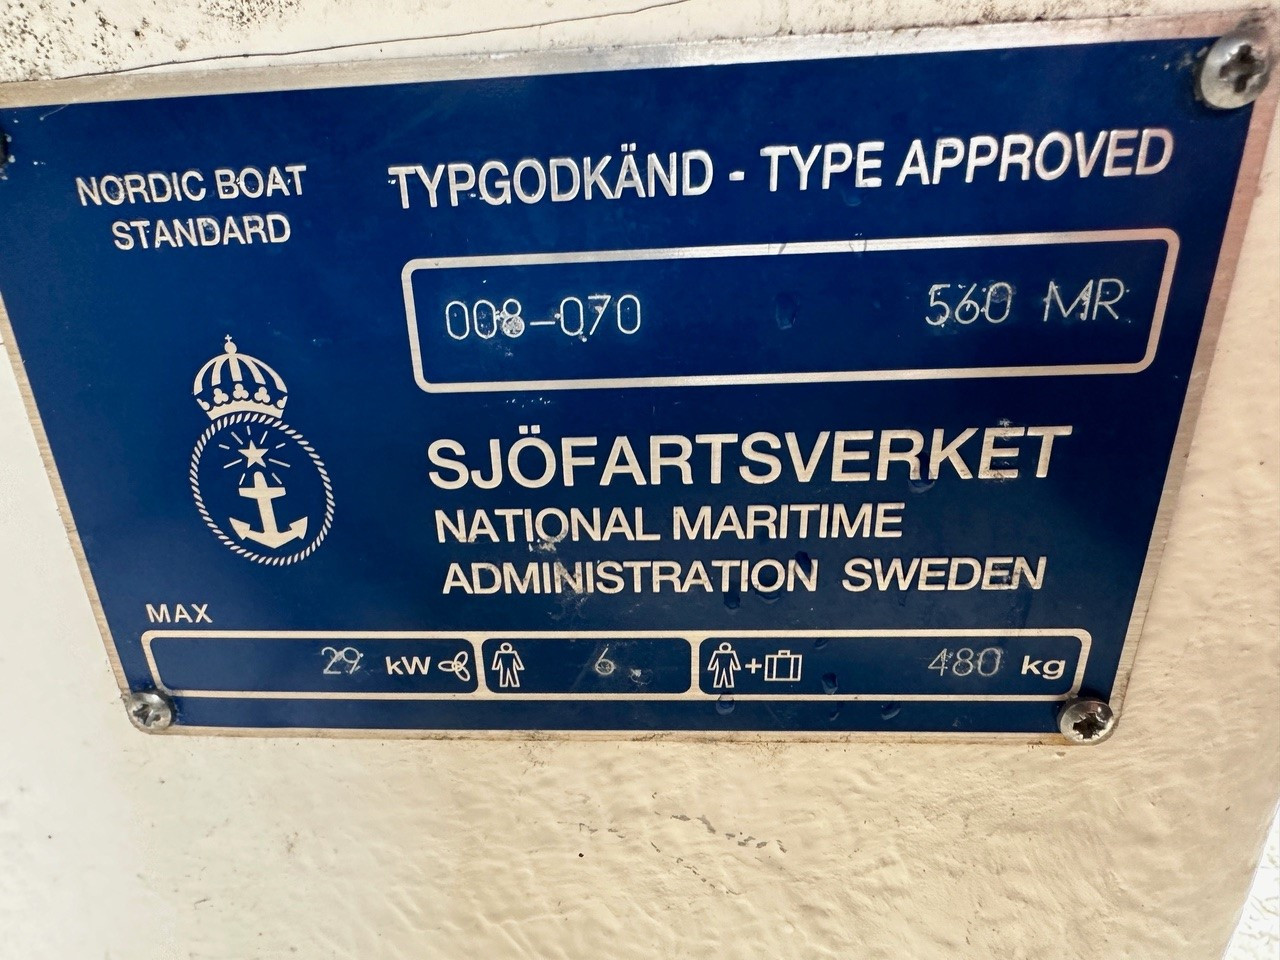 NORDIC BOAT
STANDARD
TYPGODKÄND - TYPE APPROVED
008-070 560 MR
SJÖFARTSVERKET
NATIONAL MARITIME
ADMINISTRATION SWEDEN
MAX
29 kW 6 + 480 kg